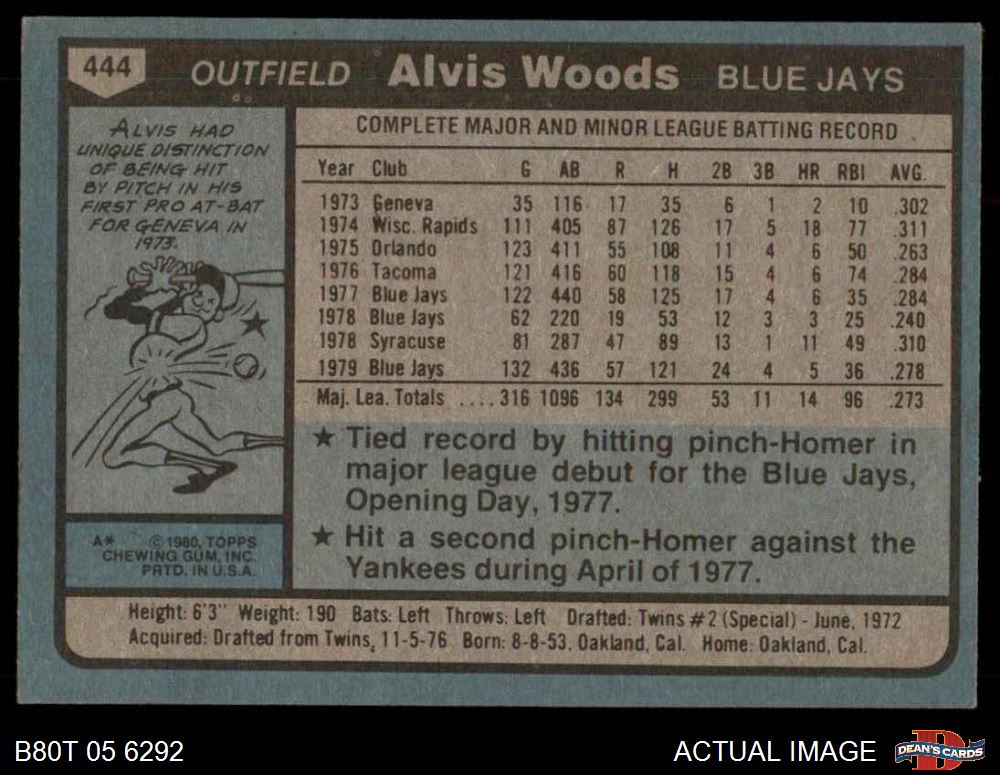 444 OUTFIELD Alvis Woods BLUE JAYS
ALVIS HAD
UNIQUE DISTINCTION
OF BEING HIT
BY PITCH IN HIS
FIRST PRO AT-BAT
FOR GENEVA IN
1973.
COMPLETE MAJOR AND MINOR LEAGUE BATTING RECORD
Year Club G AB R H 2B 3B HR RBI AVG.
1973 Geneva 35 116 17 35 6 1 2 10 .302
1974 Wisc. Rapids 111 405 87 126 17 5 18 77 .311
1975 Orlando 123 411 55 108 11 4 6 50 .263
1976 Tacoma 121 416 60 118 15 4 6 74 .284
1977 Blue Jays 122 440 58 125 17 4 6 35 .284
1978 Blue Jays 62 220 19 53 12 3 3 25 .240
1978 Syracuse 81 287 47 89 13 1 11 49 .310
1979 Blue Jays 132 436 57 121 24 4 5 36 .278
Maj. Lea. Totals .... 316 1096 134 299 53 11 14 96 .273
★ Tied record by hitting pinch-Homer in
major league debut for the Blue Jays,
Opening Day, 1977.
★ Hit a second pinch-Homer against the
Yankees during April of 1977.
A* © 1980, TOPPS
CHEWING GUM, INC.
PRTD. IN U.S.A.
Height: 6'3" Weight: 190 Bats: Left Throws: Left Drafted: Twins #2 (Special) - June, 1972
Acquired: Drafted from Twins, 11-5-76 Born: 8-8-53, Oakland, Cal. Home: Oakland, Cal.
B80T 05 6292 ACTUAL IMAGE DEAN'S CARDS